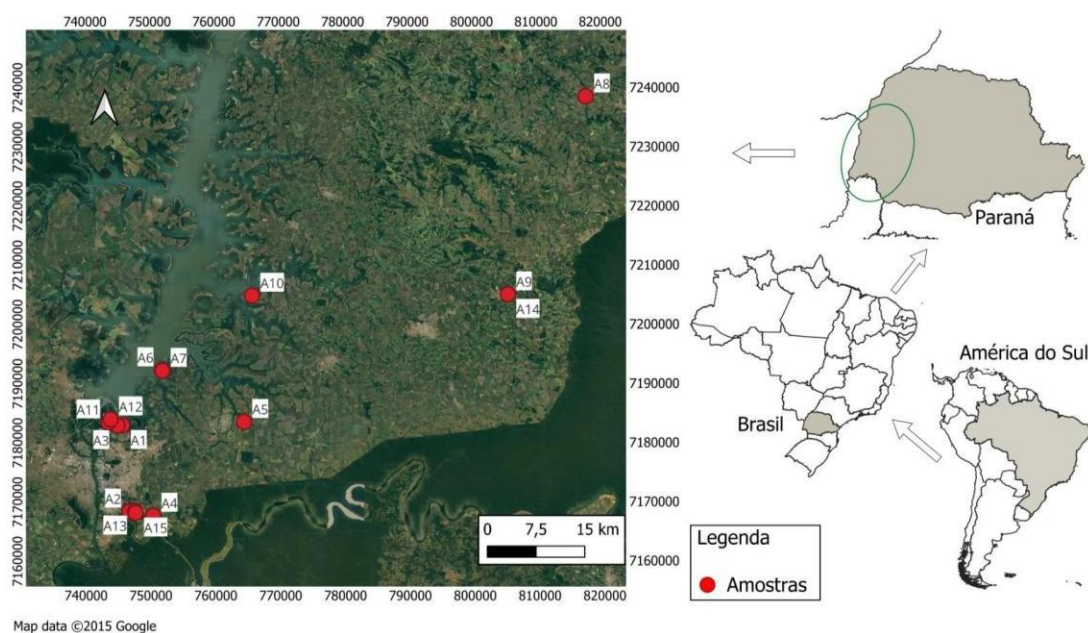 740000 750000 760000 770000 780000 790000 800000 810000 820000
7240000
7230000
7220000
7210000
7200000
7190000
7180000
7170000
7160000
A8
A9
A14
A10
A6 A7
A11 A12
A3 A1
A5
A2 A4
A13 A15
0 7,5 15 km
7240000
7230000
7220000
7210000
7200000
7190000
7180000
7170000
7160000
740000 750000 760000 770000 780000 790000 800000 810000 820000
Map data ©2015 Google
Paraná
América do Sul
Brasil
Legenda
Amostras